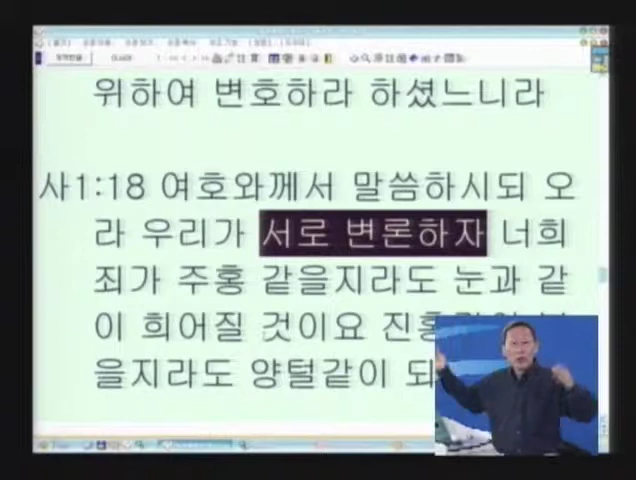 위하여 변호하라 하셨느니라
사1:18 여호와께서 말씀하시되 오
라 우리가 서로 변론하자 너희
죄가 주홍 같을지라도 눈과 같
이 희어질 것이요
을지라도 양털같이 되